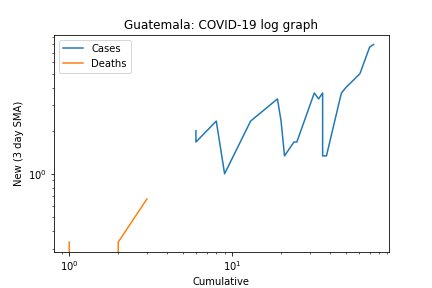 Guatemala: COVID-19 log graph
Cases
Deaths
New (3 day SMA)
10⁰
10⁰
10¹
Cumulative